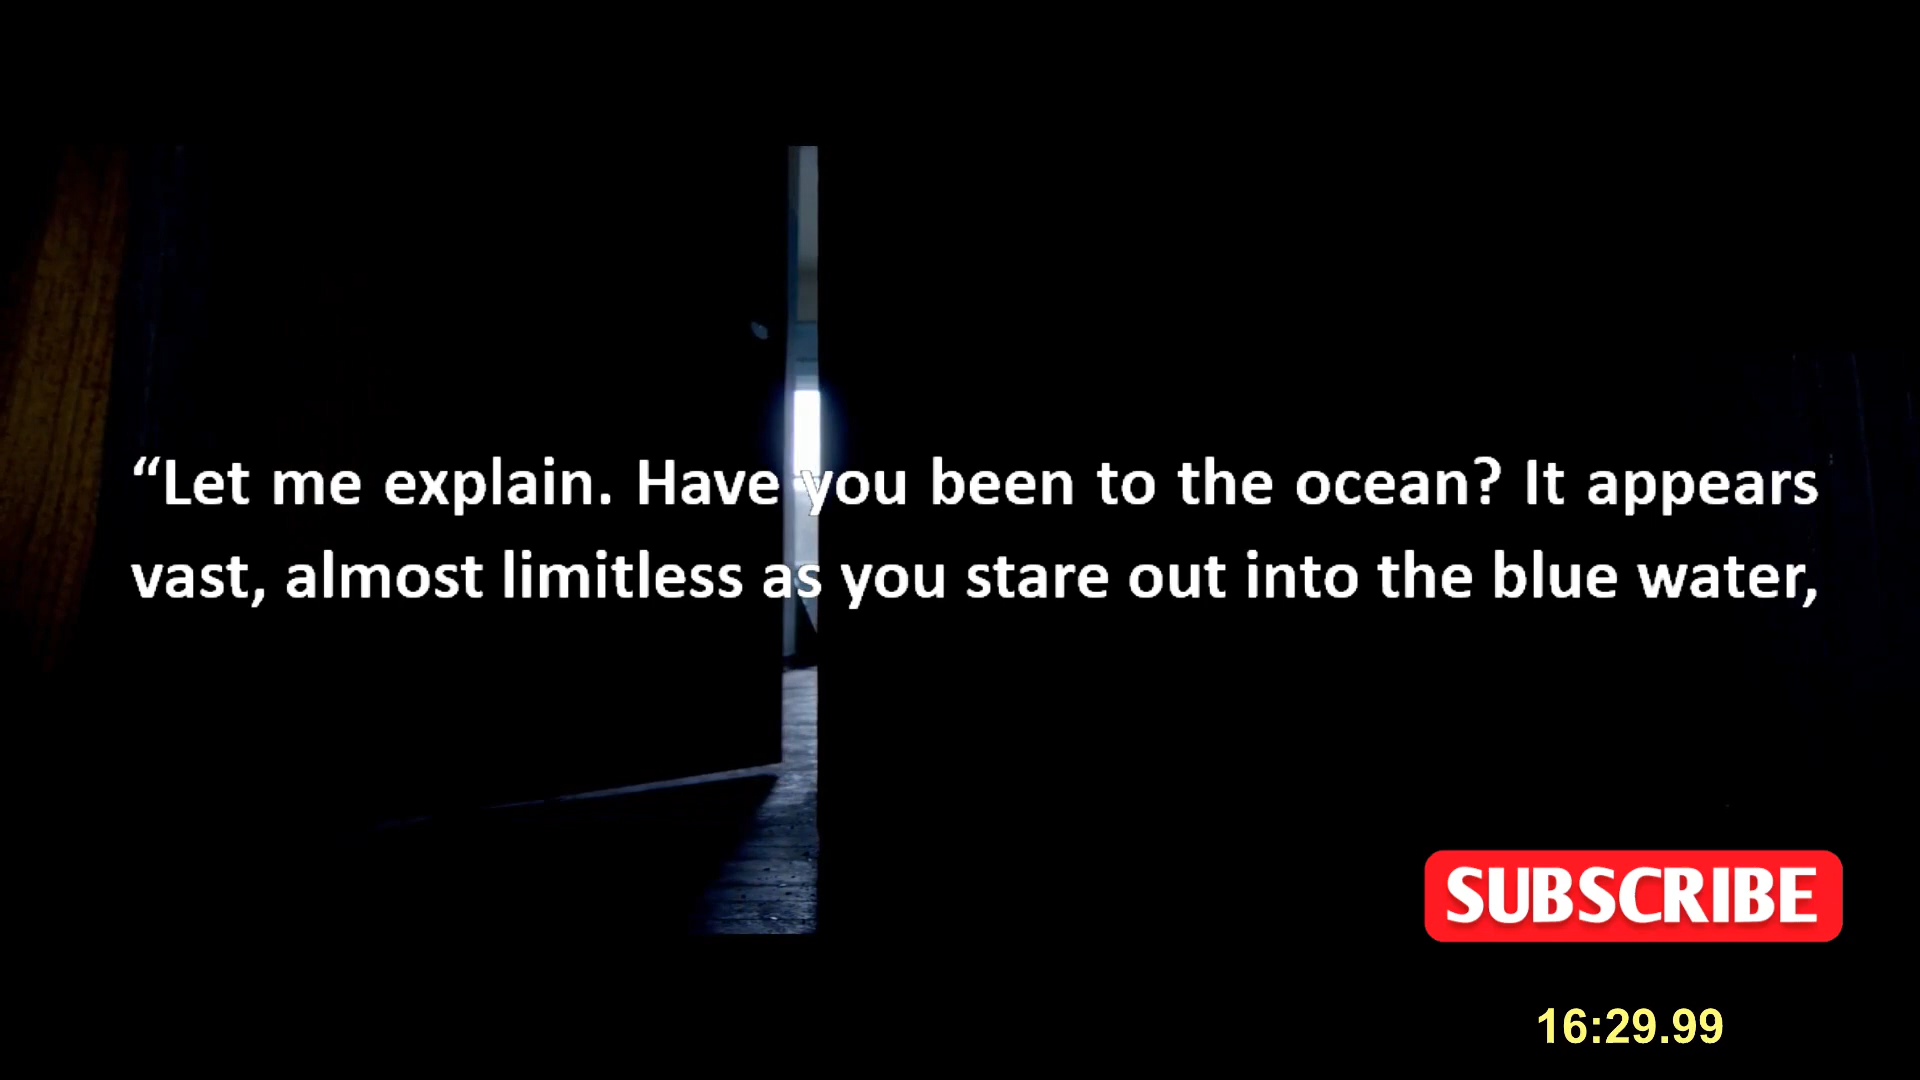 “Let me explain. Have you been to the ocean? It appears
vast, almost limitless as you stare out into the blue water,
SUBSCRIBE
16:29.99